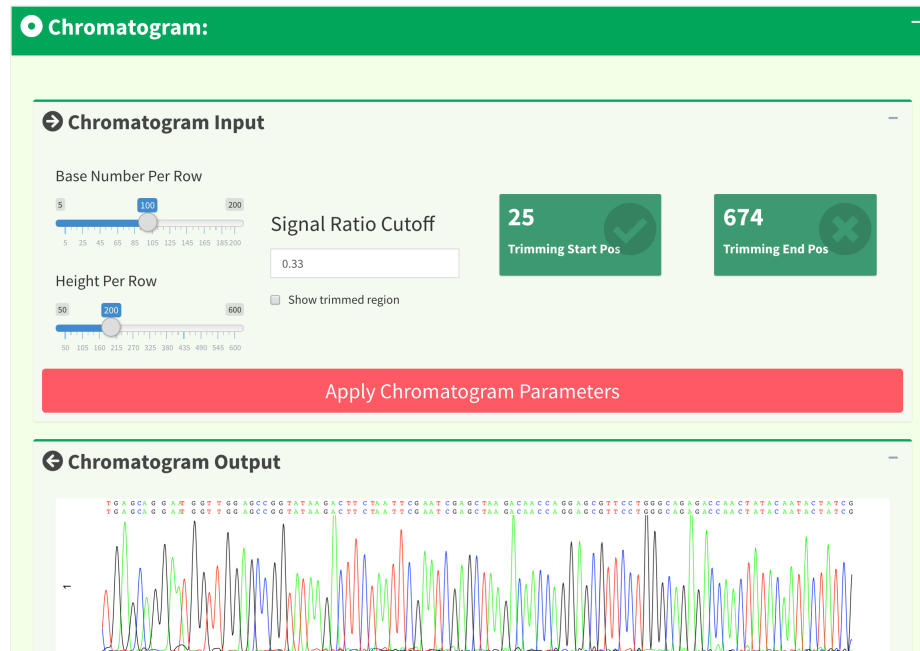 Chromatogram:
Chromatogram Input
Base Number Per Row
5 100 200
5 25 45 65 85 105 125 145 165 185 200
Height Per Row
50 200 600
50 105 160 215 270 325 380 435 490 545 600
Signal Ratio Cutoff
0.33
Show trimmed region
25
Trimming Start Pos
674
Trimming End Pos
Apply Chromatogram Parameters
Chromatogram Output
T G A G C A G G A A T G G T T G G A G C C G G T A T A A G A C T T C T A A T T C G A A T C G A G C T A A G A C A A C C A G G A G C G T T C C T G G G C A G A G A C C A A C T A T A C A A T A C T A T C G
T G A G C A G G A A T G G T T G G A G C C G G T A T A A G A C T T C T A A T T C G A A T C G A G C T A A G A C A A C C A G G A G C G T T C C T G G G C A G A G A C C A A C T A T A C A A T A C T A T C G
1